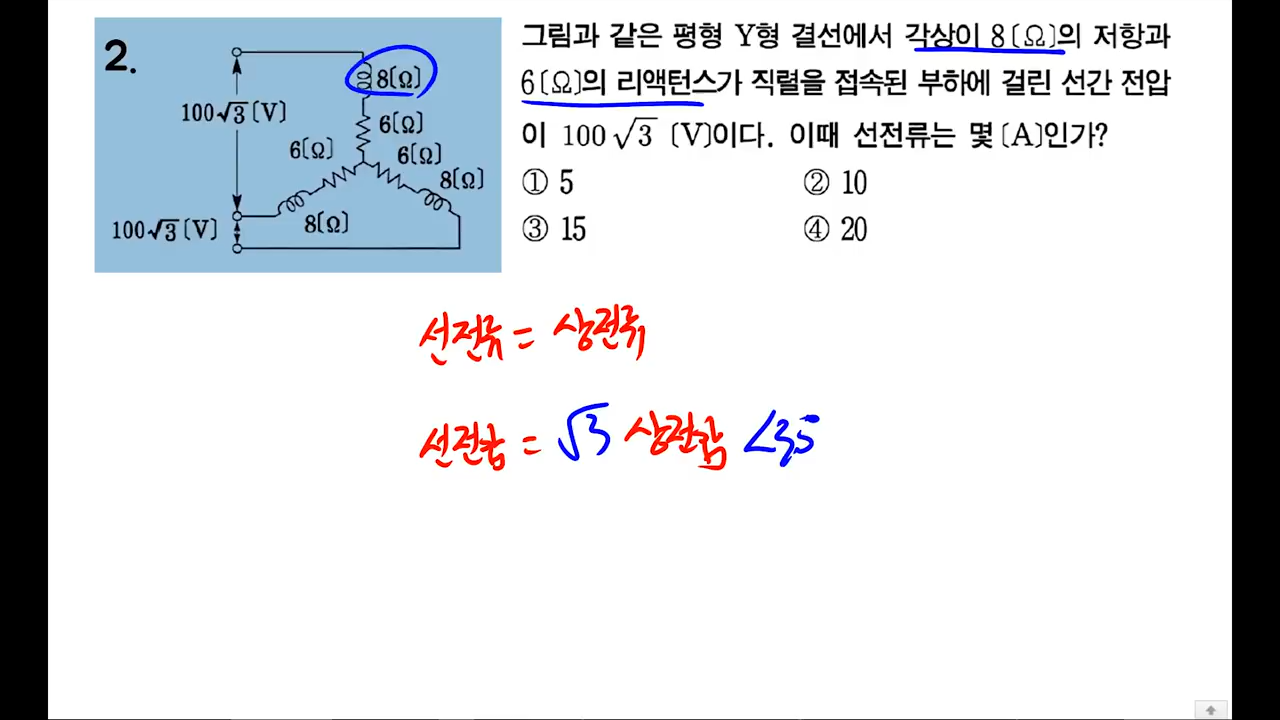 2.
100√3〔V〕
100√3〔V〕
8〔Ω〕
6〔Ω〕
6〔Ω〕
6〔Ω〕
8〔Ω〕
8〔Ω〕
그림과 같은 평형 Y형 결선에서 각상이 8〔Ω〕의 저항과
6〔Ω〕의 리액턴스가 직렬을 접속된 부하에 걸린 선간 전압
이 100√3〔V〕이다. 이때 선전류는 몇〔A〕인가?
① 5 ② 10
③ 15 ④ 20
선전류 = 상전류
선전압 = √3 상전압